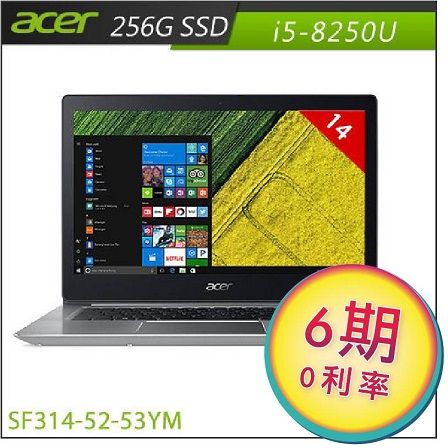 acer 256G SSD i5-8250U
14
acer
6期
0利率
SF314-52-53YM